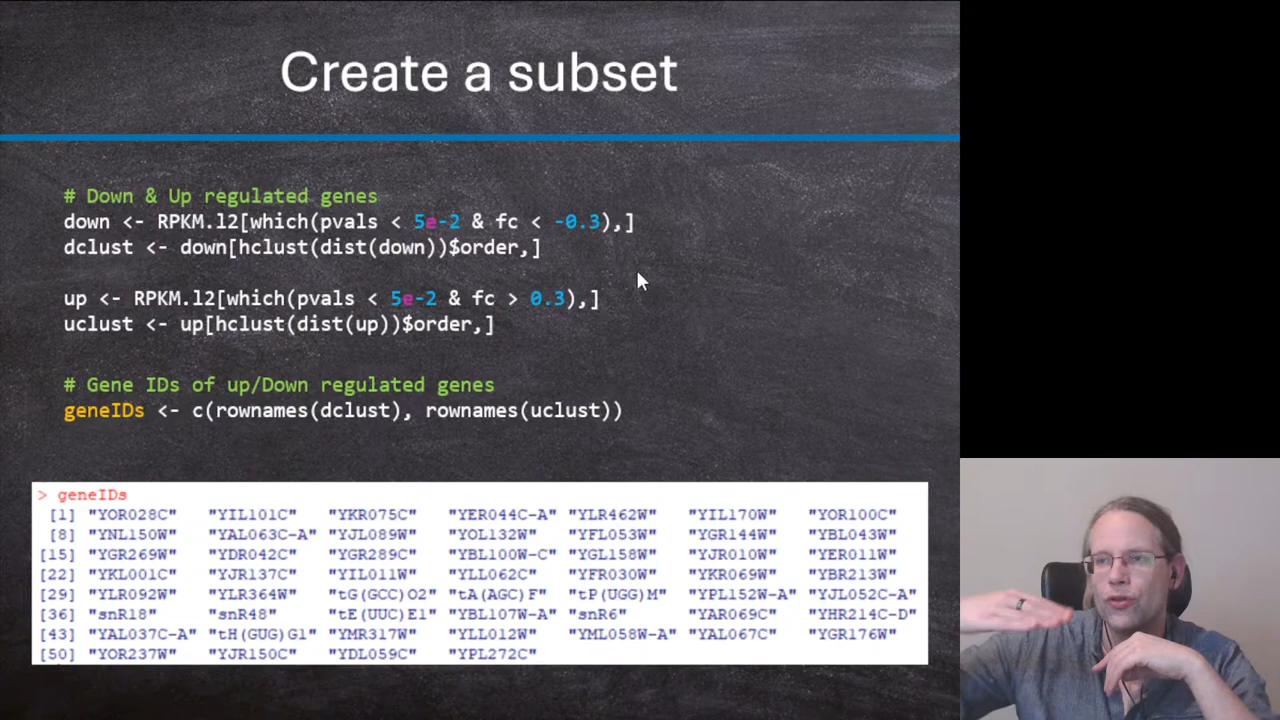 Create a subset
# Down & Up regulated genes
down <- RPKM.l2[which(pvals < 5e-2 & fc < -0.3),]
dclust <- down[hclust(dist(down))$order,]
up <- RPKM.l2[which(pvals < 5e-2 & fc > 0.3),]
uclust <- up[hclust(dist(up))$order,]
# Gene IDs of up/Down regulated genes
geneIDs <- c(rownames(dclust), rownames(uclust))
> geneIDs
[1] "YOR028C" "YIL101C" "YKR075C" "YER044C-A" "YLR462W" "YIL170W" "YOR100C"
[8] "YNL150W" "YAL063C-A" "YJL089W" "YOL132W" "YFL053W" "YGR144W" "YBL043W"
[15] "YGR269W" "YDR042C" "YGR289C" "YBL100W-C" "YGL158W" "YJR010W" "YER011W"
[22] "YKL001C" "YJR137C" "YIL011W" "YLL062C" "YFR030W" "YKR069W" "YBR213W"
[29] "YLR092W" "YLR364W" "tG(GCC)O2" "tA(AGC)F" "tP(UGG)M" "YPL152W-A" "YJL052C-A"
[36] "snR18" "snR48" "tE(UUC)E1" "YBL107W-A" "snR6" "YAR069C" "YHR214C-D"
[43] "YAL037C-A" "tH(GUG)G1" "YMR317W" "YLL012W" "YML058W-A" "YAL067C" "YGR176W"
[50] "YOR237W" "YJR150C" "YDL059C" "YPL272C"